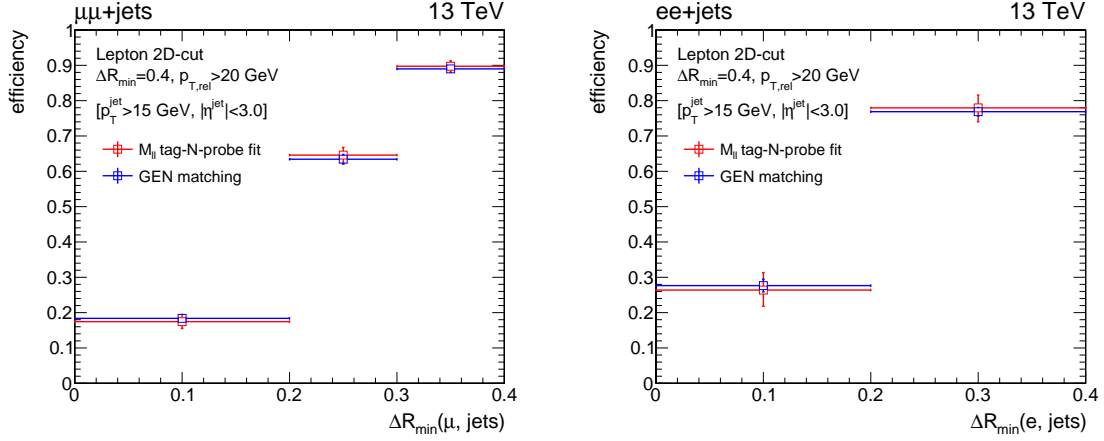 μμ+jets 13 TeV
efficiency
Lepton 2D-cut
ΔR_min=0.4, p_T,rel>20 GeV
[p_T^jet>15 GeV, |η^jet|<3.0]
M_ll tag-N-probe fit
GEN matching
0.9
0.8
0.7
0.6
0.5
0.4
0.3
0.2
0.1
0
0 0.1 0.2 0.3 0.4
ΔR_min(μ, jets)
ee+jets 13 TeV
efficiency
Lepton 2D-cut
ΔR_min=0.4, p_T,rel>20 GeV
[p_T^jet>15 GeV, |η^jet|<3.0]
M_ll tag-N-probe fit
GEN matching
1
0.9
0.8
0.7
0.6
0.5
0.4
0.3
0.2
0.1
0
0 0.1 0.2 0.3 0.4
ΔR_min(e, jets)